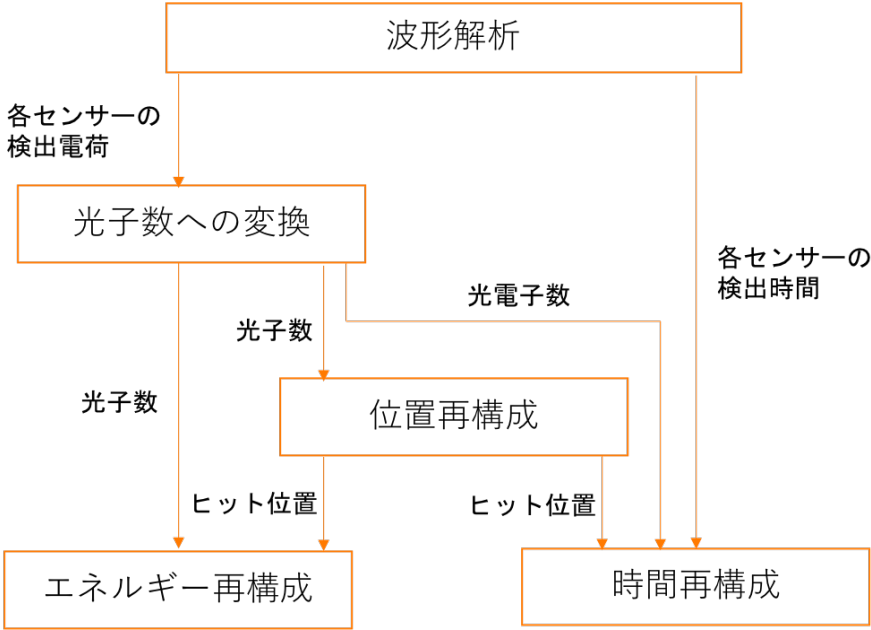 波形解析
各センサーの
検出電荷
光子数への変換
各センサーの
検出時間
光電子数
光子数
光子数
位置再構成
ヒット位置
ヒット位置
エネルギー再構成
時間再構成